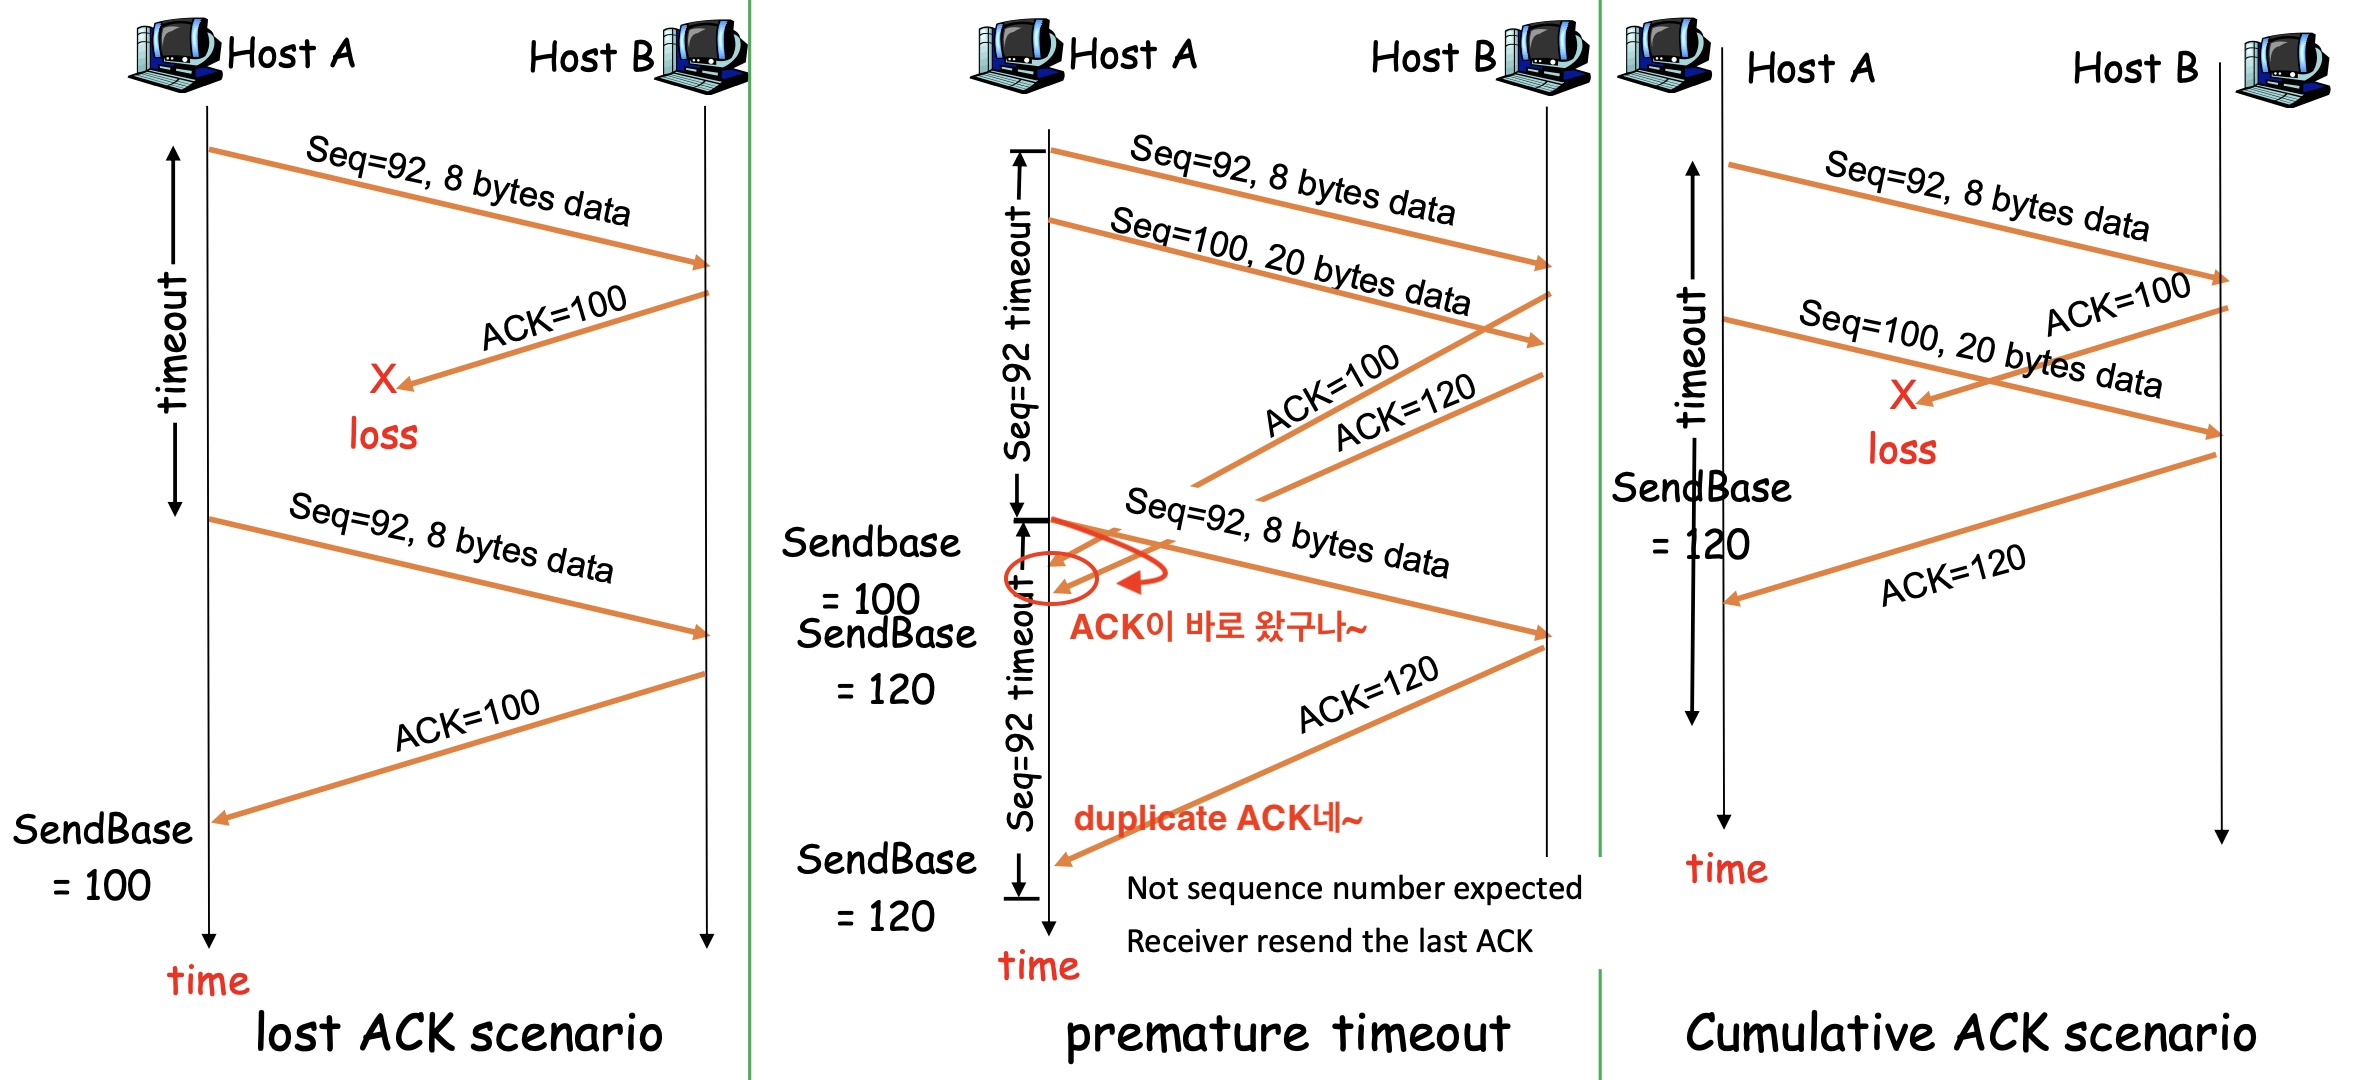 Host A
Host B
Seq=92, 8 bytes data
timeout
ACK=100
X
loss
Seq=92, 8 bytes data
ACK=100
SendBase
= 100
time
lost ACK scenario
Host A
Host B
Seq=92, 8 bytes data
Seq=100, 20 bytes data
Seq=92 timeout
ACK=100
ACK=120
Seq=92, 8 bytes data
Sendbase
= 100
SendBase
= 120
ACK이 바로 왔구나~
Seq=92 timeout
ACK=120
duplicate ACK네~
SendBase
= 120
Not sequence number expected
Receiver resend the last ACK
time
premature timeout
Host A
Host B
Seq=92, 8 bytes data
timeout
ACK=100
Seq=100, 20 bytes data
X
loss
SendBase
= 120
ACK=120
time
Cumulative ACK scenario